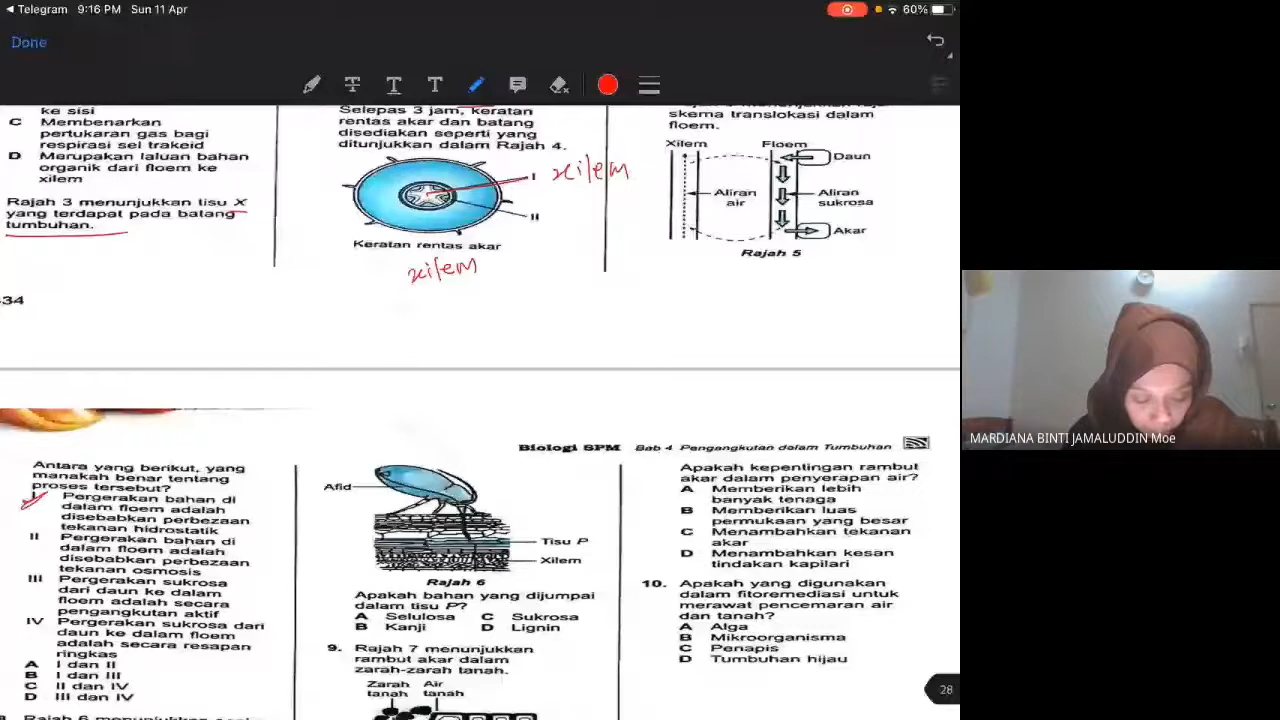 Telegram 9:16 PM Sun 11 Apr
60%
Done
ke sisi
C Membenarkan
pertukaran gas bagi
respirasi sel trakeid
D Merupakan laluan bahan
organik dari floem ke
xilem
Rajah 3 menunjukkan tisu X
yang terdapat pada batang
tumbuhan.
-34
Selepas 3 jam, keratan
rentas akar dan batang
disediakan seperti yang
ditunjukkan dalam Rajah 4.
I
xilem
II
Keratan rentas akar
xilem
skema translokasi dalam
floem.
Xilem Floem
Daun
Aliran
air
Aliran
sukrosa
Akar
Rajah 5
Biologi SPM Bab 4 Pengangkutan dalam Tumbuhan
Antara yang berikut, yang
manakah benar tentang
proses tersebut?
I Pergerakan bahan di
dalam floem adalah
disebabkan perbezaan
tekanan hidrostatik
II Pergerakan bahan di
dalam floem adalah
disebabkan perbezaan
tekanan osmosis
III Pergerakan sukrosa
dari daun ke dalam
floem adalah secara
pengangkutan aktif
IV Pergerakan sukrosa dari
daun ke dalam floem
adalah secara resapan
ringkas
A I dan II
B I dan III
C II dan IV
D III dan IV
Afid
Tisu P
Xilem
Rajah 6
Apakah bahan yang dijumpai
dalam tisu P?
A Selulosa C Sukrosa
B Kanji D Lignin
9. Rajah 7 menunjukkan
rambut akar dalam
zarah-zarah tanah.
Zarah tanah
Air tanah
Apakah kepentingan rambut
akar dalam penyerapan air?
A Memberikan lebih
banyak tenaga
B Memberikan luas
permukaan yang besar
C Menambahkan tekanan
akar
D Menambahkan kesan
tindakan kapilari
10. Apakah yang digunakan
dalam fitoremediasi untuk
merawat pencemaran air
dan tanah?
A Alga
B Mikroorganisma
C Penapis
D Tumbuhan hijau
28
MARDIANA BINTI JAMALUDDIN Moe